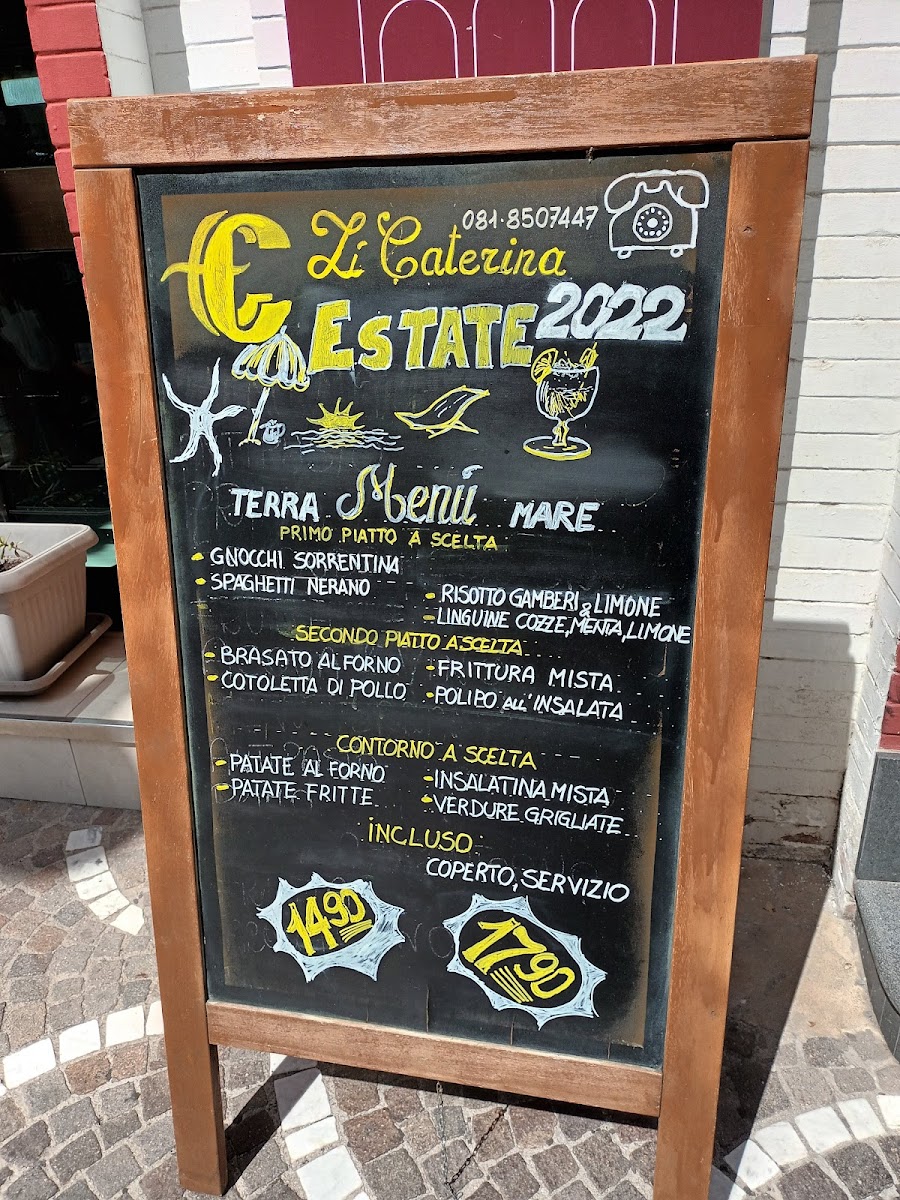 081·8507447
€ Zi Caterina
ESTATE 2022
TERRA Menù MARE
PRIMO PIATTO A SCELTA
- GNOCCHI SORRENTINA
- SPAGHETTI NERANO
- RISOTTO GAMBERI & LIMONE
- LINGUINE COZZE, MENTA, LIMONE
SECONDO PIATTO A SCELTA
- BRASATO AL FORNO
- COTOLETTA DI POLLO
- FRITTURA MISTA
- POLIPO all' INSALATA
CONTORNO A SCELTA
- PATATE AL FORNO
- PATATE FRITTE
- INSALATINA MISTA
- VERDURE GRIGLIATE
INCLUSO
COPERTO, SERVIZIO
1490
1790